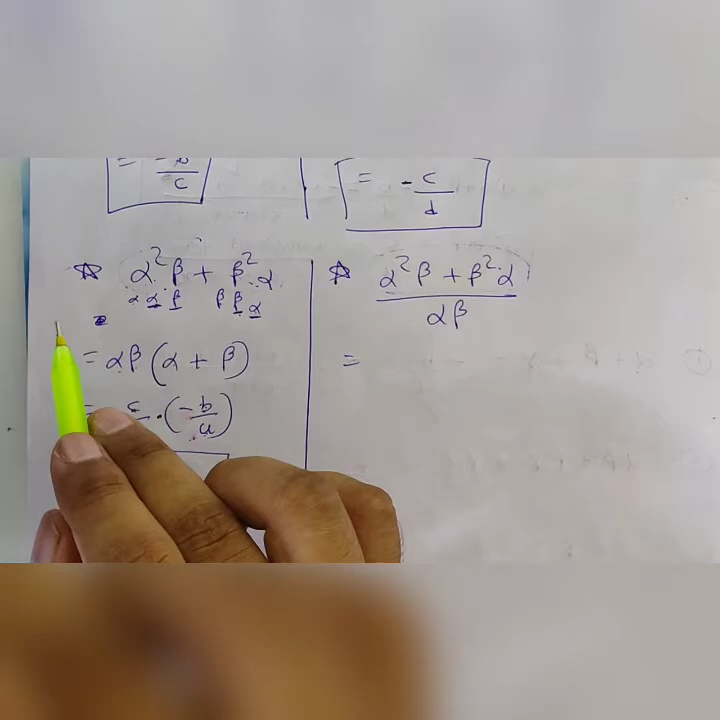 = -b/c
= -c/d
☆ α²β + β²α
α α β β β α
= αβ (α + β)
= c . (-b/a)
☆ (α²β + β²α)/αβ
=